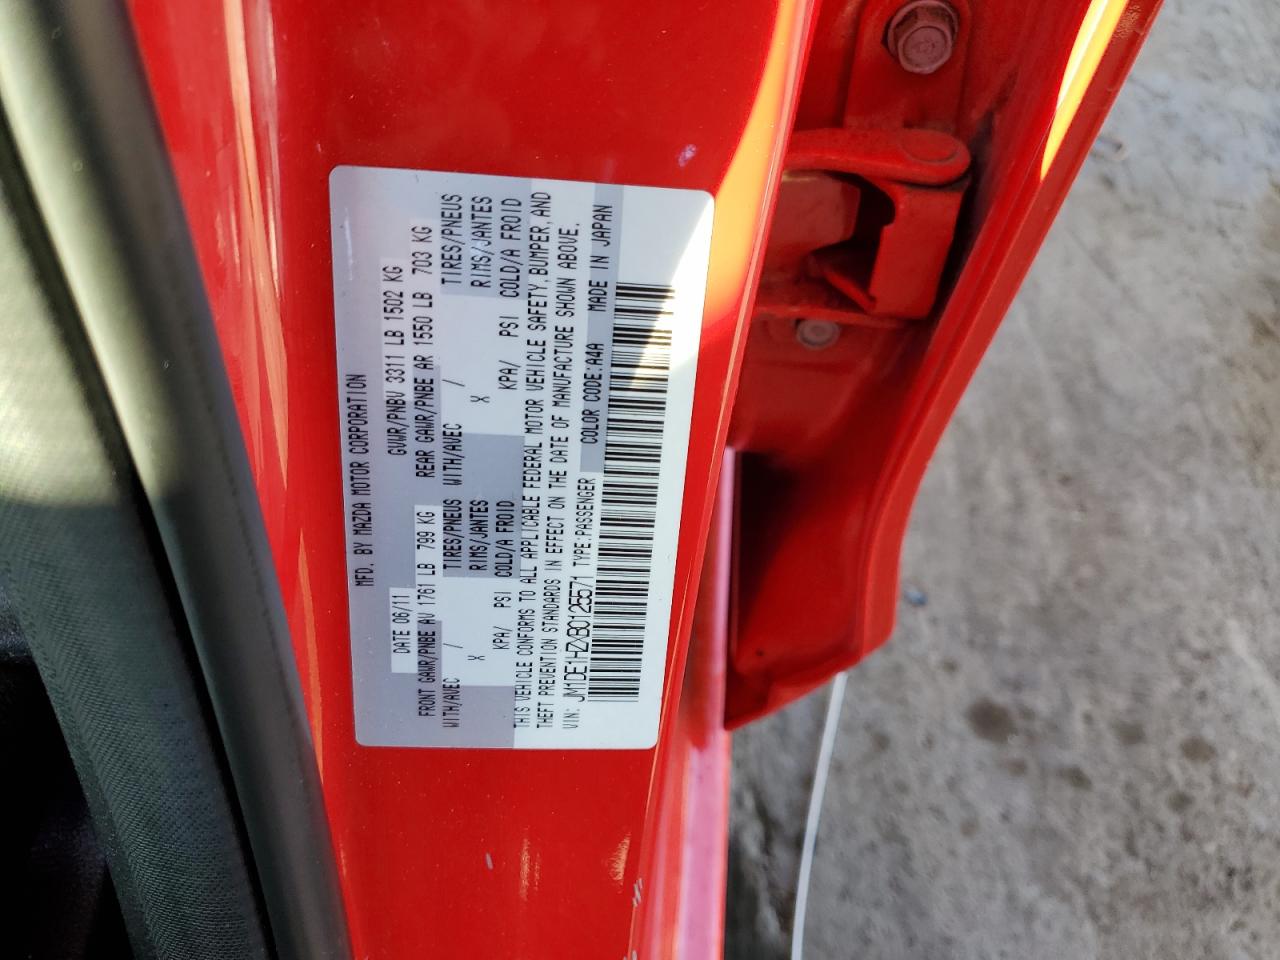 MFD. BY MAZDA MOTOR CORPORATION
DATE 06/11 GVWR/PNBV 3311 LB 1502 KG
FRONT GAWR/PNBE AV 1761 LB 799 KG REAR GAWR/PNBE AR 1550 LB 703 KG
WITH/AVEC / TIRES/PNEUS WITH/AVEC / TIRES/PNEUS
X RIMS/JANTES X RIMS/JANTES
KPA/ PSI COLD/A FROID KPA/ PSI COLD/A FROID
THIS VEHICLE CONFORMS TO ALL APPLICABLE FEDERAL MOTOR VEHICLE SAFETY, BUMPER, AND
THEFT PREVENTION STANDARDS IN EFFECT ON THE DATE OF MANUFACTURE SHOWN ABOVE.
VIN: JM1DE1HZXB0125571 TYPE:PASSENGER COLOR CODE:A4A MADE IN JAPAN